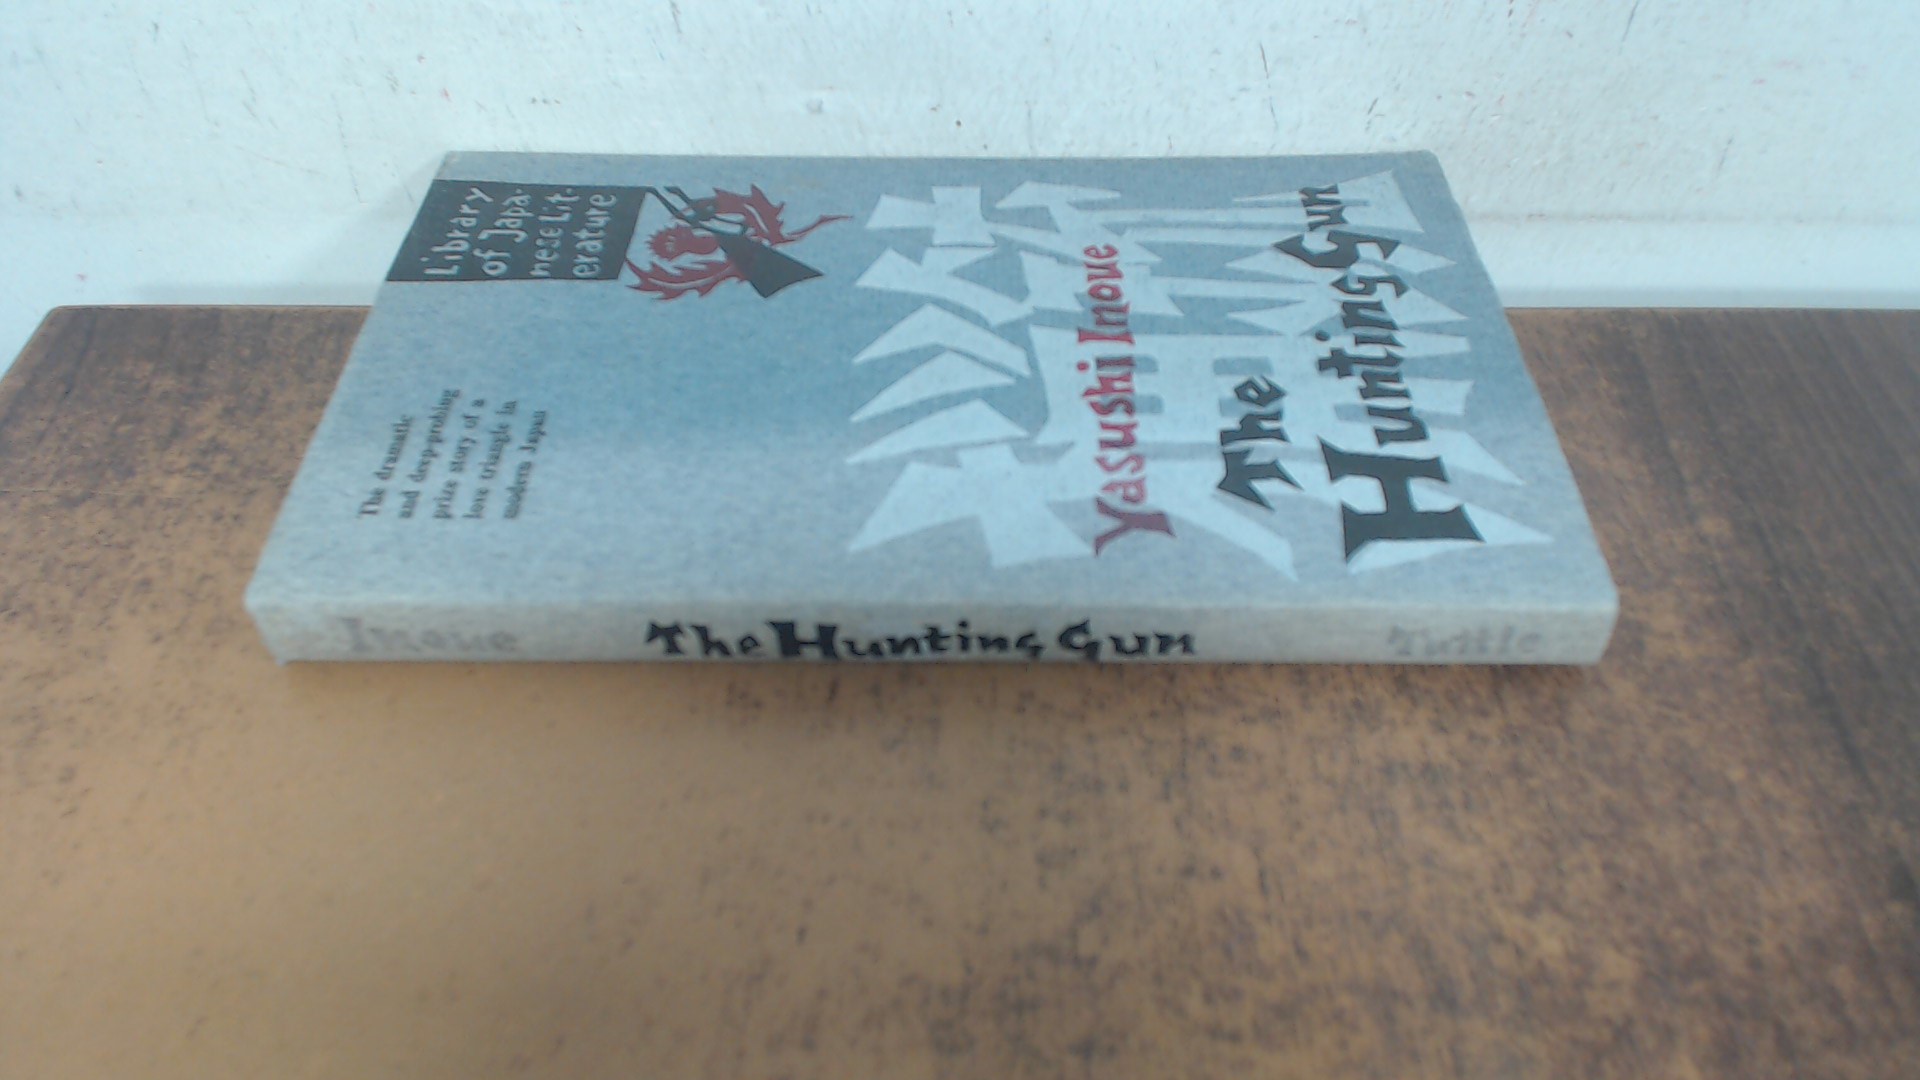 The
Hunting Gun
Yasushi Inoue
Library
of Japa-
nese Lit-
erature
The dramatic
and deep-probing
prize story of a
love triangle in
modern Japan
Inoue The Hunting Gun Tuttle